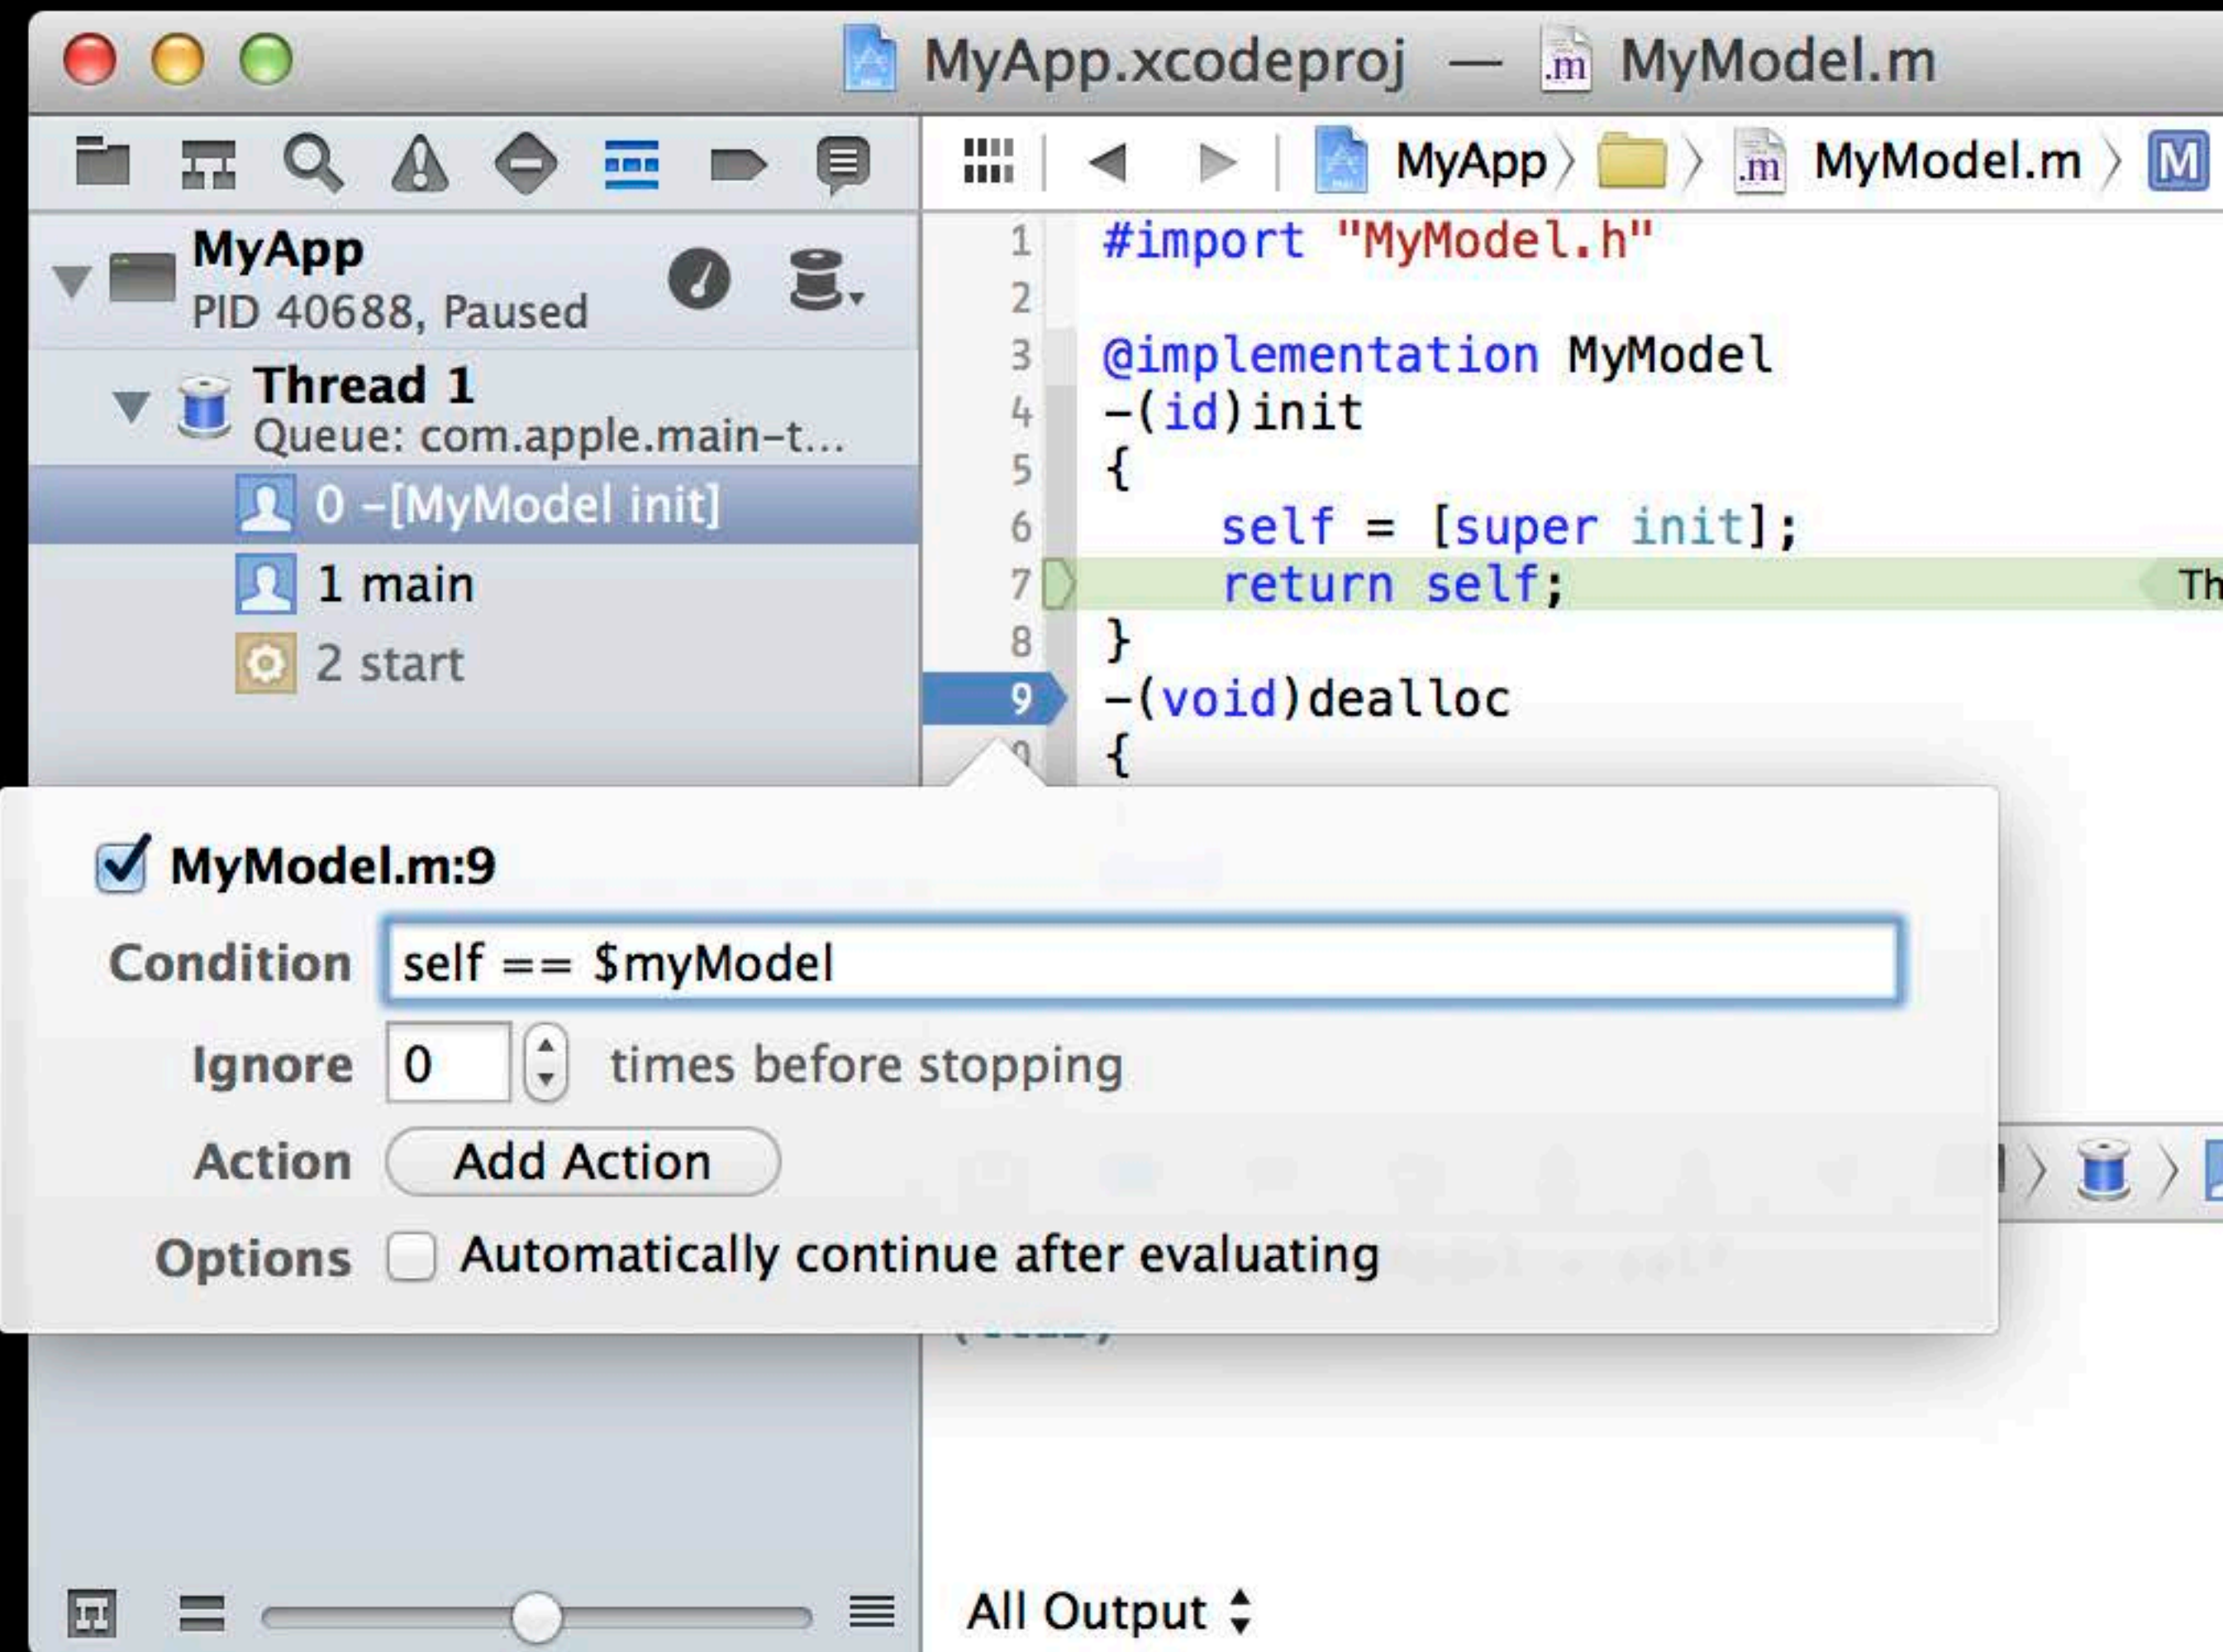 MyApp.xcodeproj — MyModel.m
MyApp
PID 40688, Paused
Thread 1
Queue: com.apple.main-t...
0 -[MyModel init]
1 main
2 start
MyApp 〉 〉 MyModel.m 〉 M
1 #import "MyModel.h"
2
3 @implementation MyModel
4 -(id)init
5 {
6 self = [super init];
7 return self; Th
8 }
9 -(void)dealloc
{
MyModel.m:9
Condition self == $myModel
Ignore 0 times before stopping
Action Add Action
Options Automatically continue after evaluating
All Output